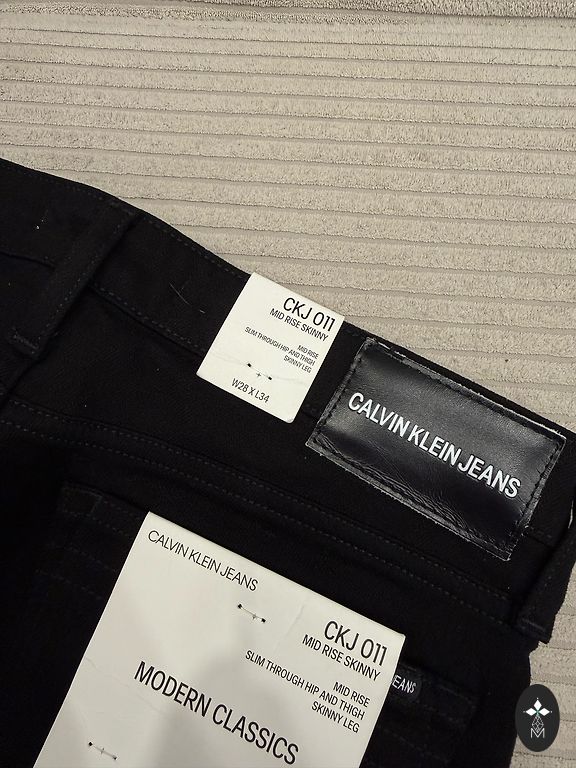 CKJ 011
MID RISE SKINNY
MID RISE
SLIM THROUGH HIP AND THIGH
SKINNY LEG
W28 X L34
CALVIN KLEIN JEANS
CALVIN KLEIN JEANS
CKJ 011
MID RISE SKINNY
MID RISE
SLIM THROUGH HIP AND THIGH
SKINNY LEG
JEANS
MODERN CLASSICS
M